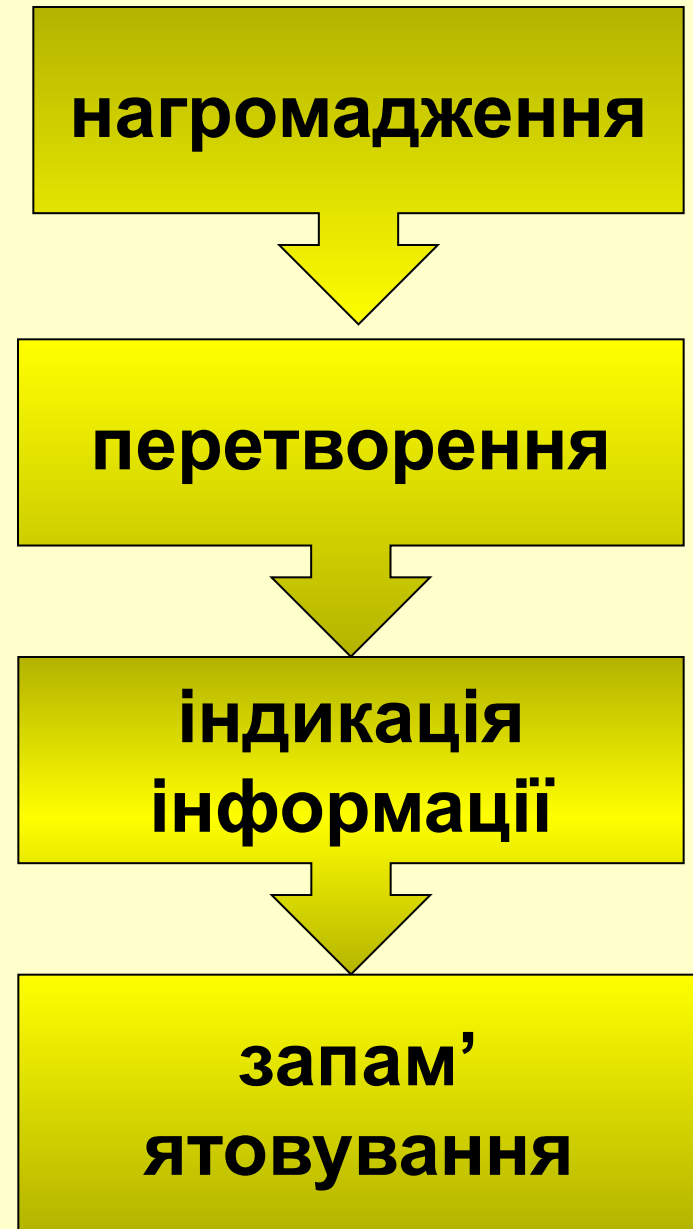 нагромадження
перетворення
індикація
інформації
запам’
ятовування